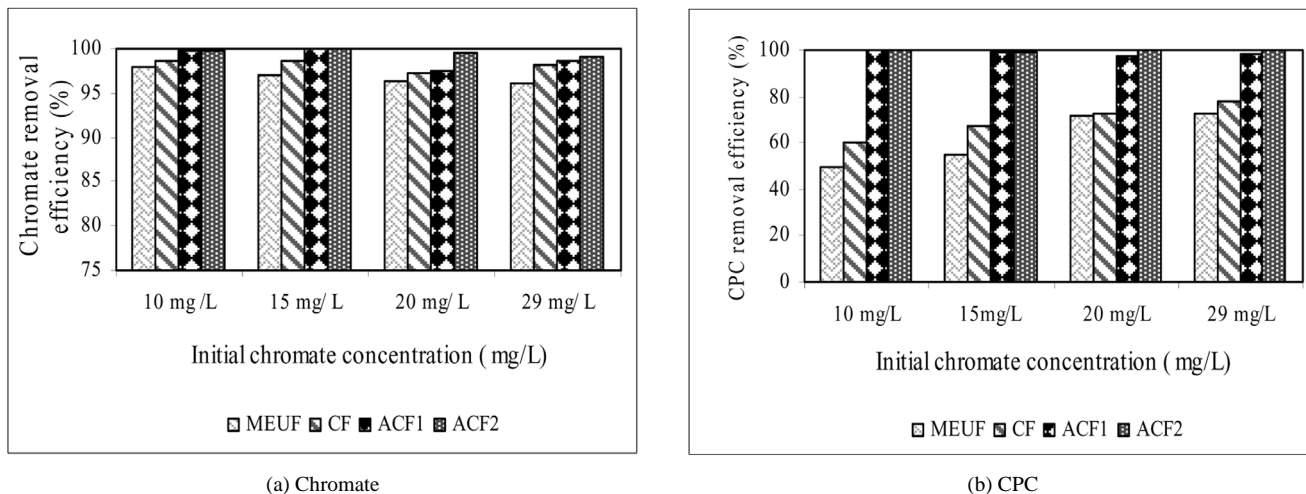 Chromate removal
efficiency (%)
100
95
90
85
80
75
10 mg /L 15 mg/ L 20 mg/ L 29 mg/ L
Initial chromate concentration ( mg/L)
MEUF CF ACF1 ACF2
(a) Chromate
CPC removal efficiency (%)
100
80
60
40
20
0
10 mg/L 15mg/L 20 mg/L 29 mg/L
Initial chromate concentration ( mg/L)
MEUF CF ACF1 ACF2
(b) CPC